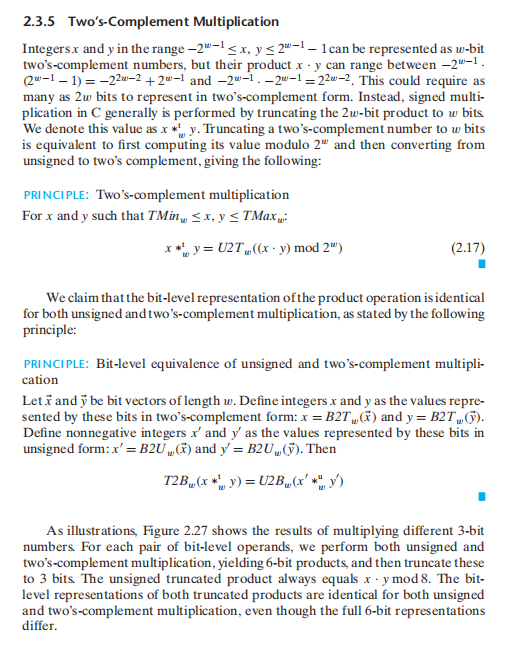 2.3.5 Two's-Complement Multiplication
Integers x and y in the range −2^{w−1} ≤ x, y ≤ 2^{w−1} − 1 can be represented as w-bit
two's-complement numbers, but their product x · y can range between −2^{w−1} ·
(2^{w−1} − 1) = −2^{2w−2} + 2^{w−1} and −2^{w−1} · −2^{w−1} = 2^{2w−2}. This could require as
many as 2w bits to represent in two's-complement form. Instead, signed multi-
plication in C generally is performed by truncating the 2w-bit product to w bits.
We denote this value as x *^t_w y. Truncating a two's-complement number to w bits
is equivalent to first computing its value modulo 2^w and then converting from
unsigned to two's complement, giving the following:
PRINCIPLE: Two's-complement multiplication
For x and y such that TMin_w ≤ x, y ≤ TMax_w:
x *^t_w y = U2T_w((x · y) mod 2^w) (2.17)
We claim that the bit-level representation of the product operation is identical
for both unsigned and two's-complement multiplication, as stated by the following
principle:
PRINCIPLE: Bit-level equivalence of unsigned and two's-complement multipli-
cation
Let x⃗ and y⃗ be bit vectors of length w. Define integers x and y as the values repre-
sented by these bits in two's-complement form: x = B2T_w(x⃗) and y = B2T_w(y⃗).
Define nonnegative integers x′ and y′ as the values represented by these bits in
unsigned form: x′ = B2U_w(x⃗) and y′ = B2U_w(y⃗). Then
T2B_w(x *^t_w y) = U2B_w(x′ *^u_w y′)
As illustrations, Figure 2.27 shows the results of multiplying different 3-bit
numbers. For each pair of bit-level operands, we perform both unsigned and
two's-complement multiplication, yielding 6-bit products, and then truncate these
to 3 bits. The unsigned truncated product always equals x · y mod 8. The bit-
level representations of both truncated products are identical for both unsigned
and two's-complement multiplication, even though the full 6-bit representations
differ.